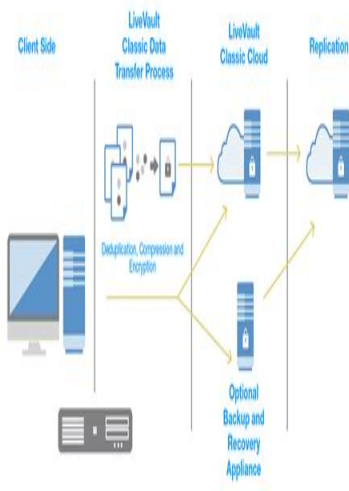 Client Side
LiveVault
Classic Data
Transfer Process
LiveVault
Classic Cloud
Replication
Deduplication, Compression and
Encryption
Optional
Backup and
Recovery
Appliance